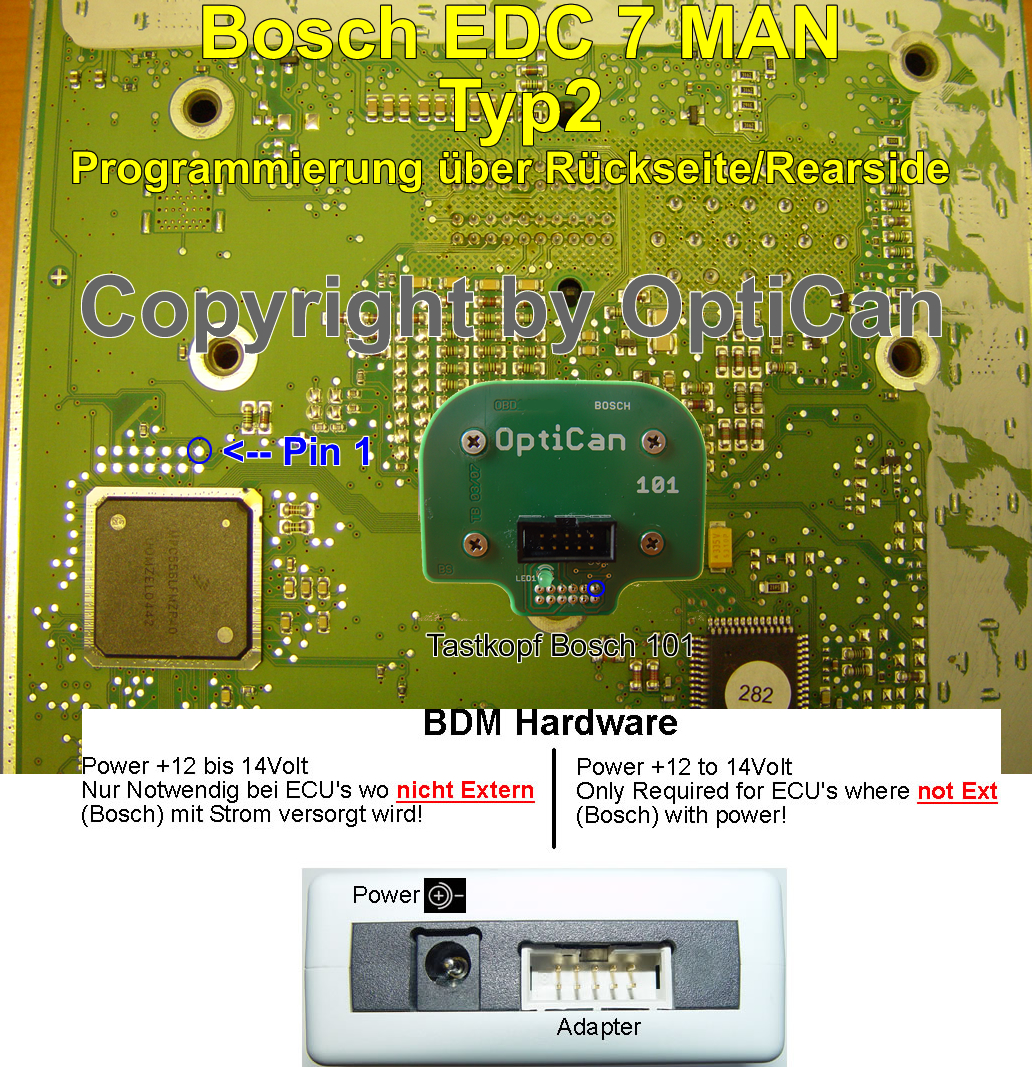 Bosch EDC 7 MAN
Typ2
Programmierung über Rückseite/Rearside
Copyright by OptiCan
OBD
BOSCH
OptiCan
101
<-- Pin 1
LED1
Tastkopf Bosch 101
282
BDM Hardware
Power +12 bis 14Volt
Nur Notwendig bei ECU's wo nicht Extern
(Bosch) mit Strom versorgt wird!
Power +12 to 14Volt
Only Required for ECU's where not Ext
(Bosch) with power!
Power
Adapter